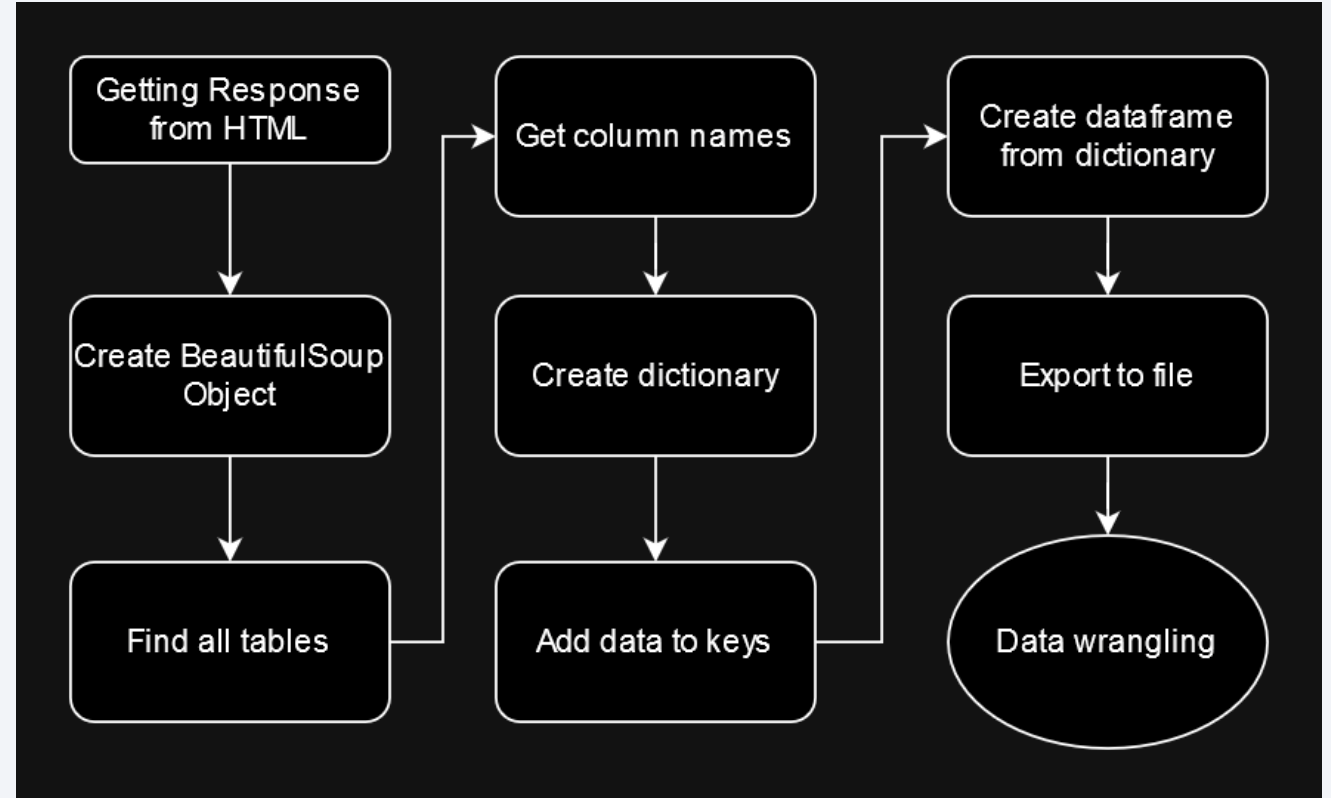 Getting Response
from HTML
Create BeautifulSoup
Object
Find all tables
Get column names
Create dictionary
Add data to keys
Create dataframe
from dictionary
Export to file
Data wrangling